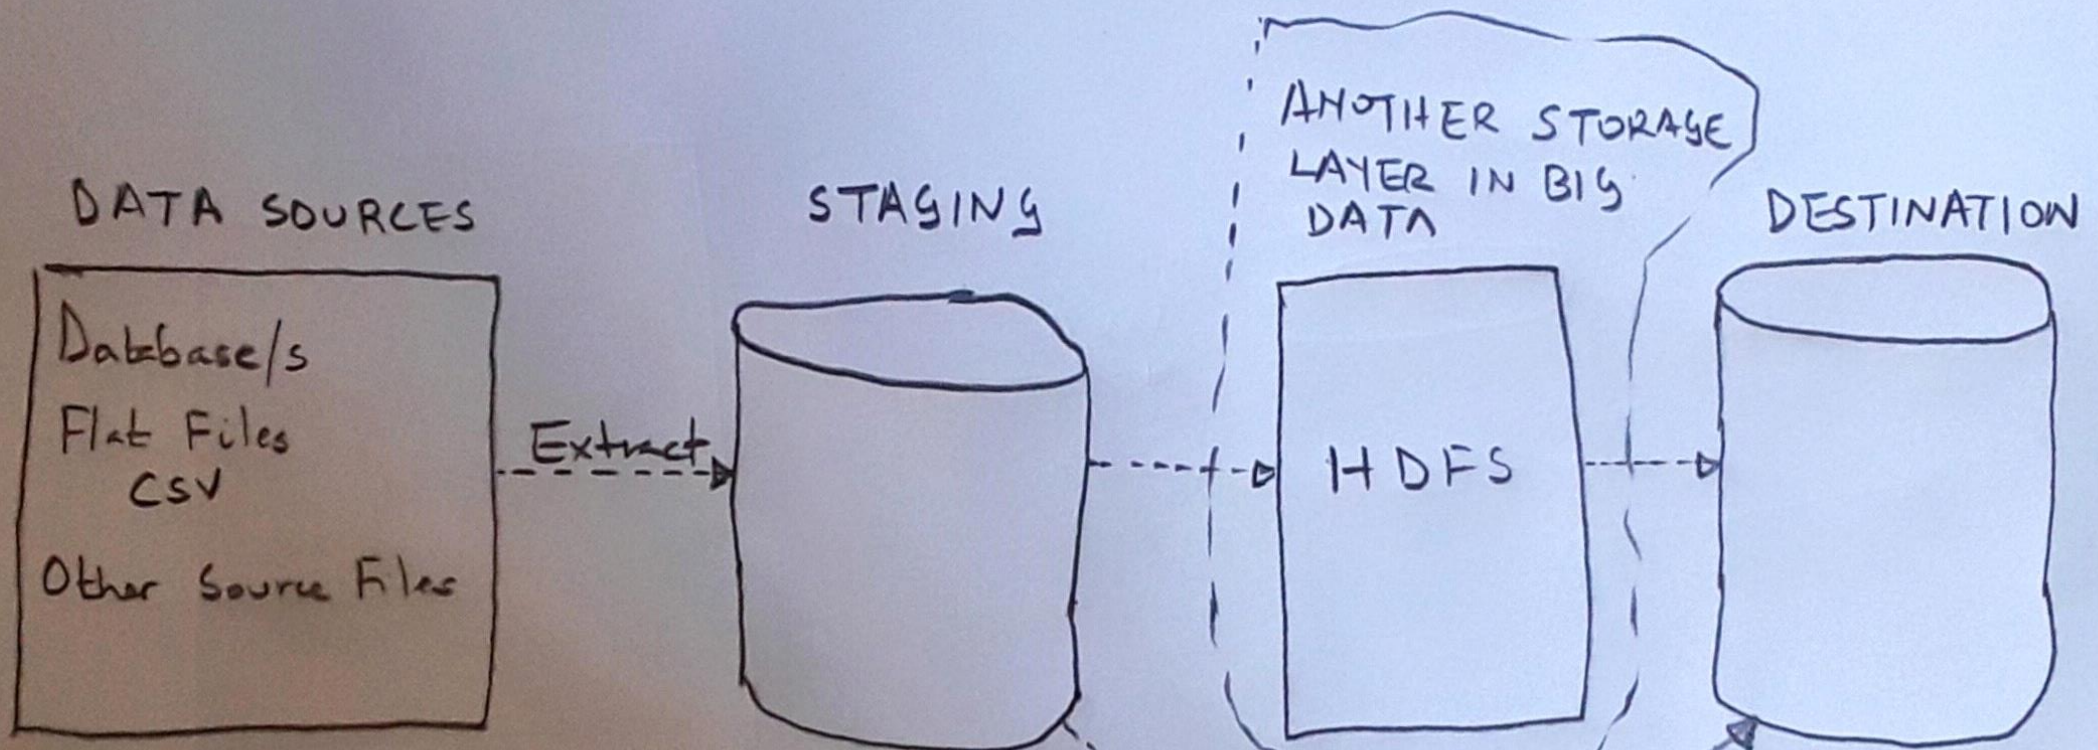 DATA SOURCES
Database/s
Flat Files
CSV
Other Source Files
Extract
STAGING
ANOTHER STORAGE
LAYER IN BIG
DATA
HDFS
DESTINATION